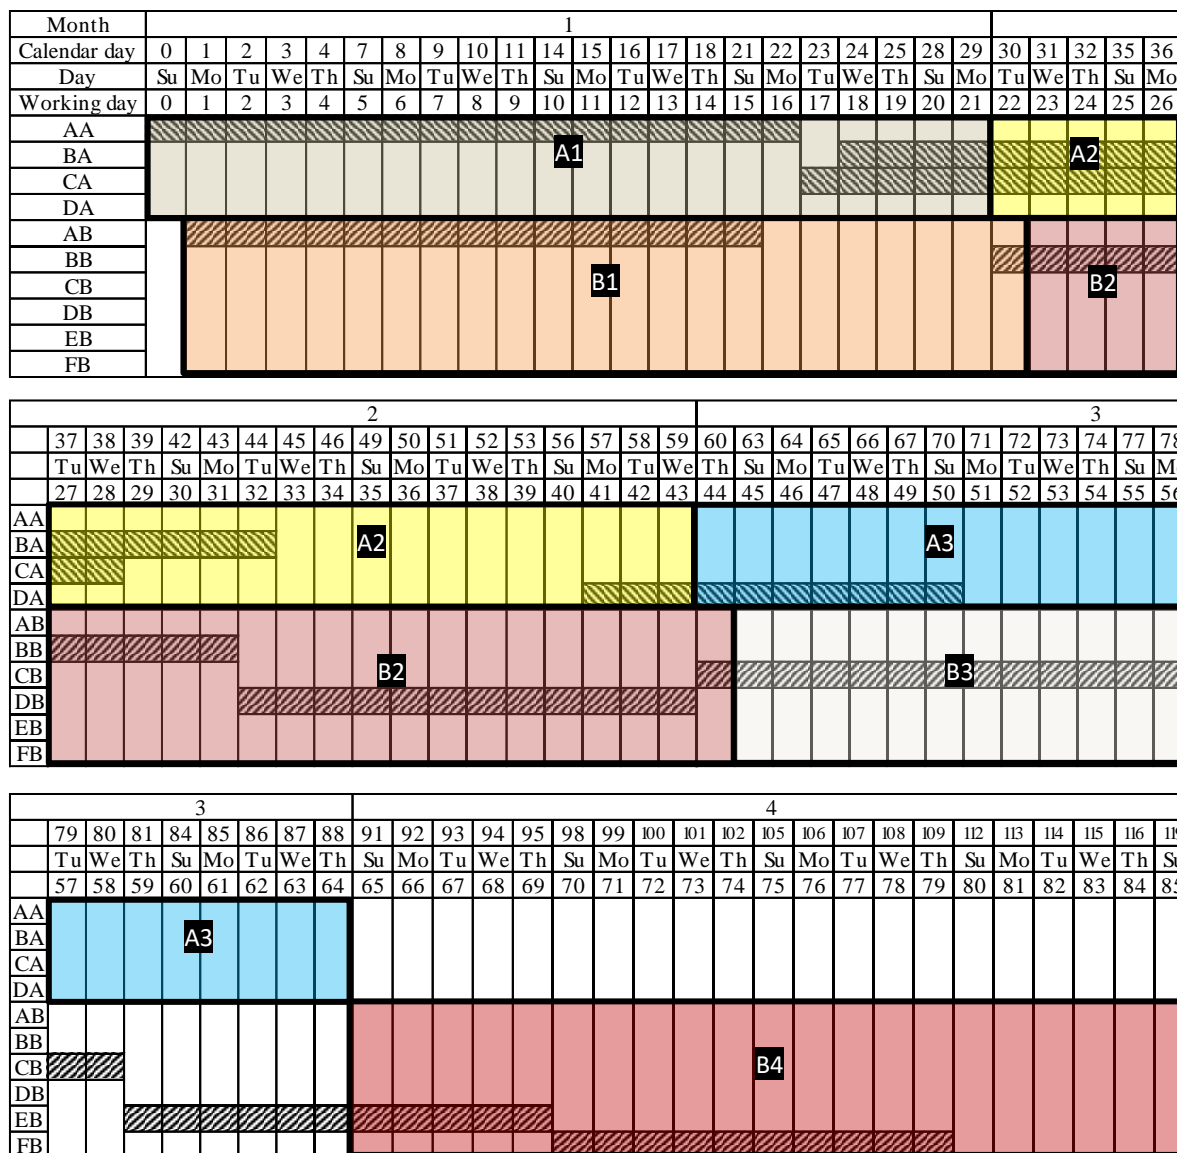 Month 1
Calendar day 0 1 2 3 4 7 8 9 10 11 14 15 16 17 18 21 22 23 24 25 28 29 30 31 32 35 36
Day Su Mo Tu We Th Su Mo Tu We Th Su Mo Tu We Th Su Mo Tu We Th Su Mo Tu We Th Su Mo
Working day 0 1 2 3 4 5 6 7 8 9 10 11 12 13 14 15 16 17 18 19 20 21 22 23 24 25 26
AA
BA A1 A2
CA
DA
AB
BB
CB B1 B2
DB
EB
FB
2 3
37 38 39 42 43 44 45 46 49 50 51 52 53 56 57 58 59 60 63 64 65 66 67 70 71 72 73 74 77 78
Tu We Th Su Mo Tu We Th Su Mo Tu We Th Su Mo Tu We Th Su Mo Tu We Th Su Mo Tu We Th Su Mo
27 28 29 30 31 32 33 34 35 36 37 38 39 40 41 42 43 44 45 46 47 48 49 50 51 52 53 54 55 56
AA
BA A2 A3
CA
DA
AB
BB
CB B2 B3
DB
EB
FB
3 4
79 80 81 84 85 86 87 88 91 92 93 94 95 98 99 100 101 102 105 106 107 108 109 112 113 114 115 116 119
Tu We Th Su Mo Tu We Th Su Mo Tu We Th Su Mo Tu We Th Su Mo Tu We Th Su Mo Tu We Th Su
57 58 59 60 61 62 63 64 65 66 67 68 69 70 71 72 73 74 75 76 77 78 79 80 81 82 83 84 85
AA
BA A3
CA
DA
AB
BB
CB B4
DB
EB
FB